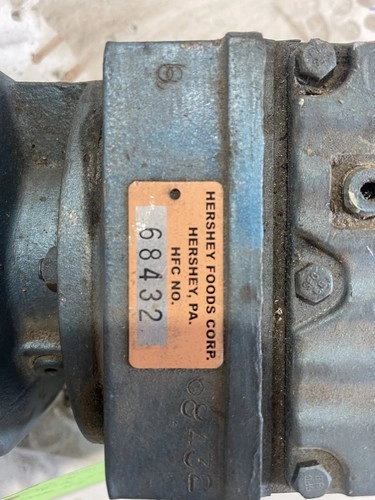 HERSHEY FOODS CORP.
HERSHEY, PA.
HFC NO.
68432